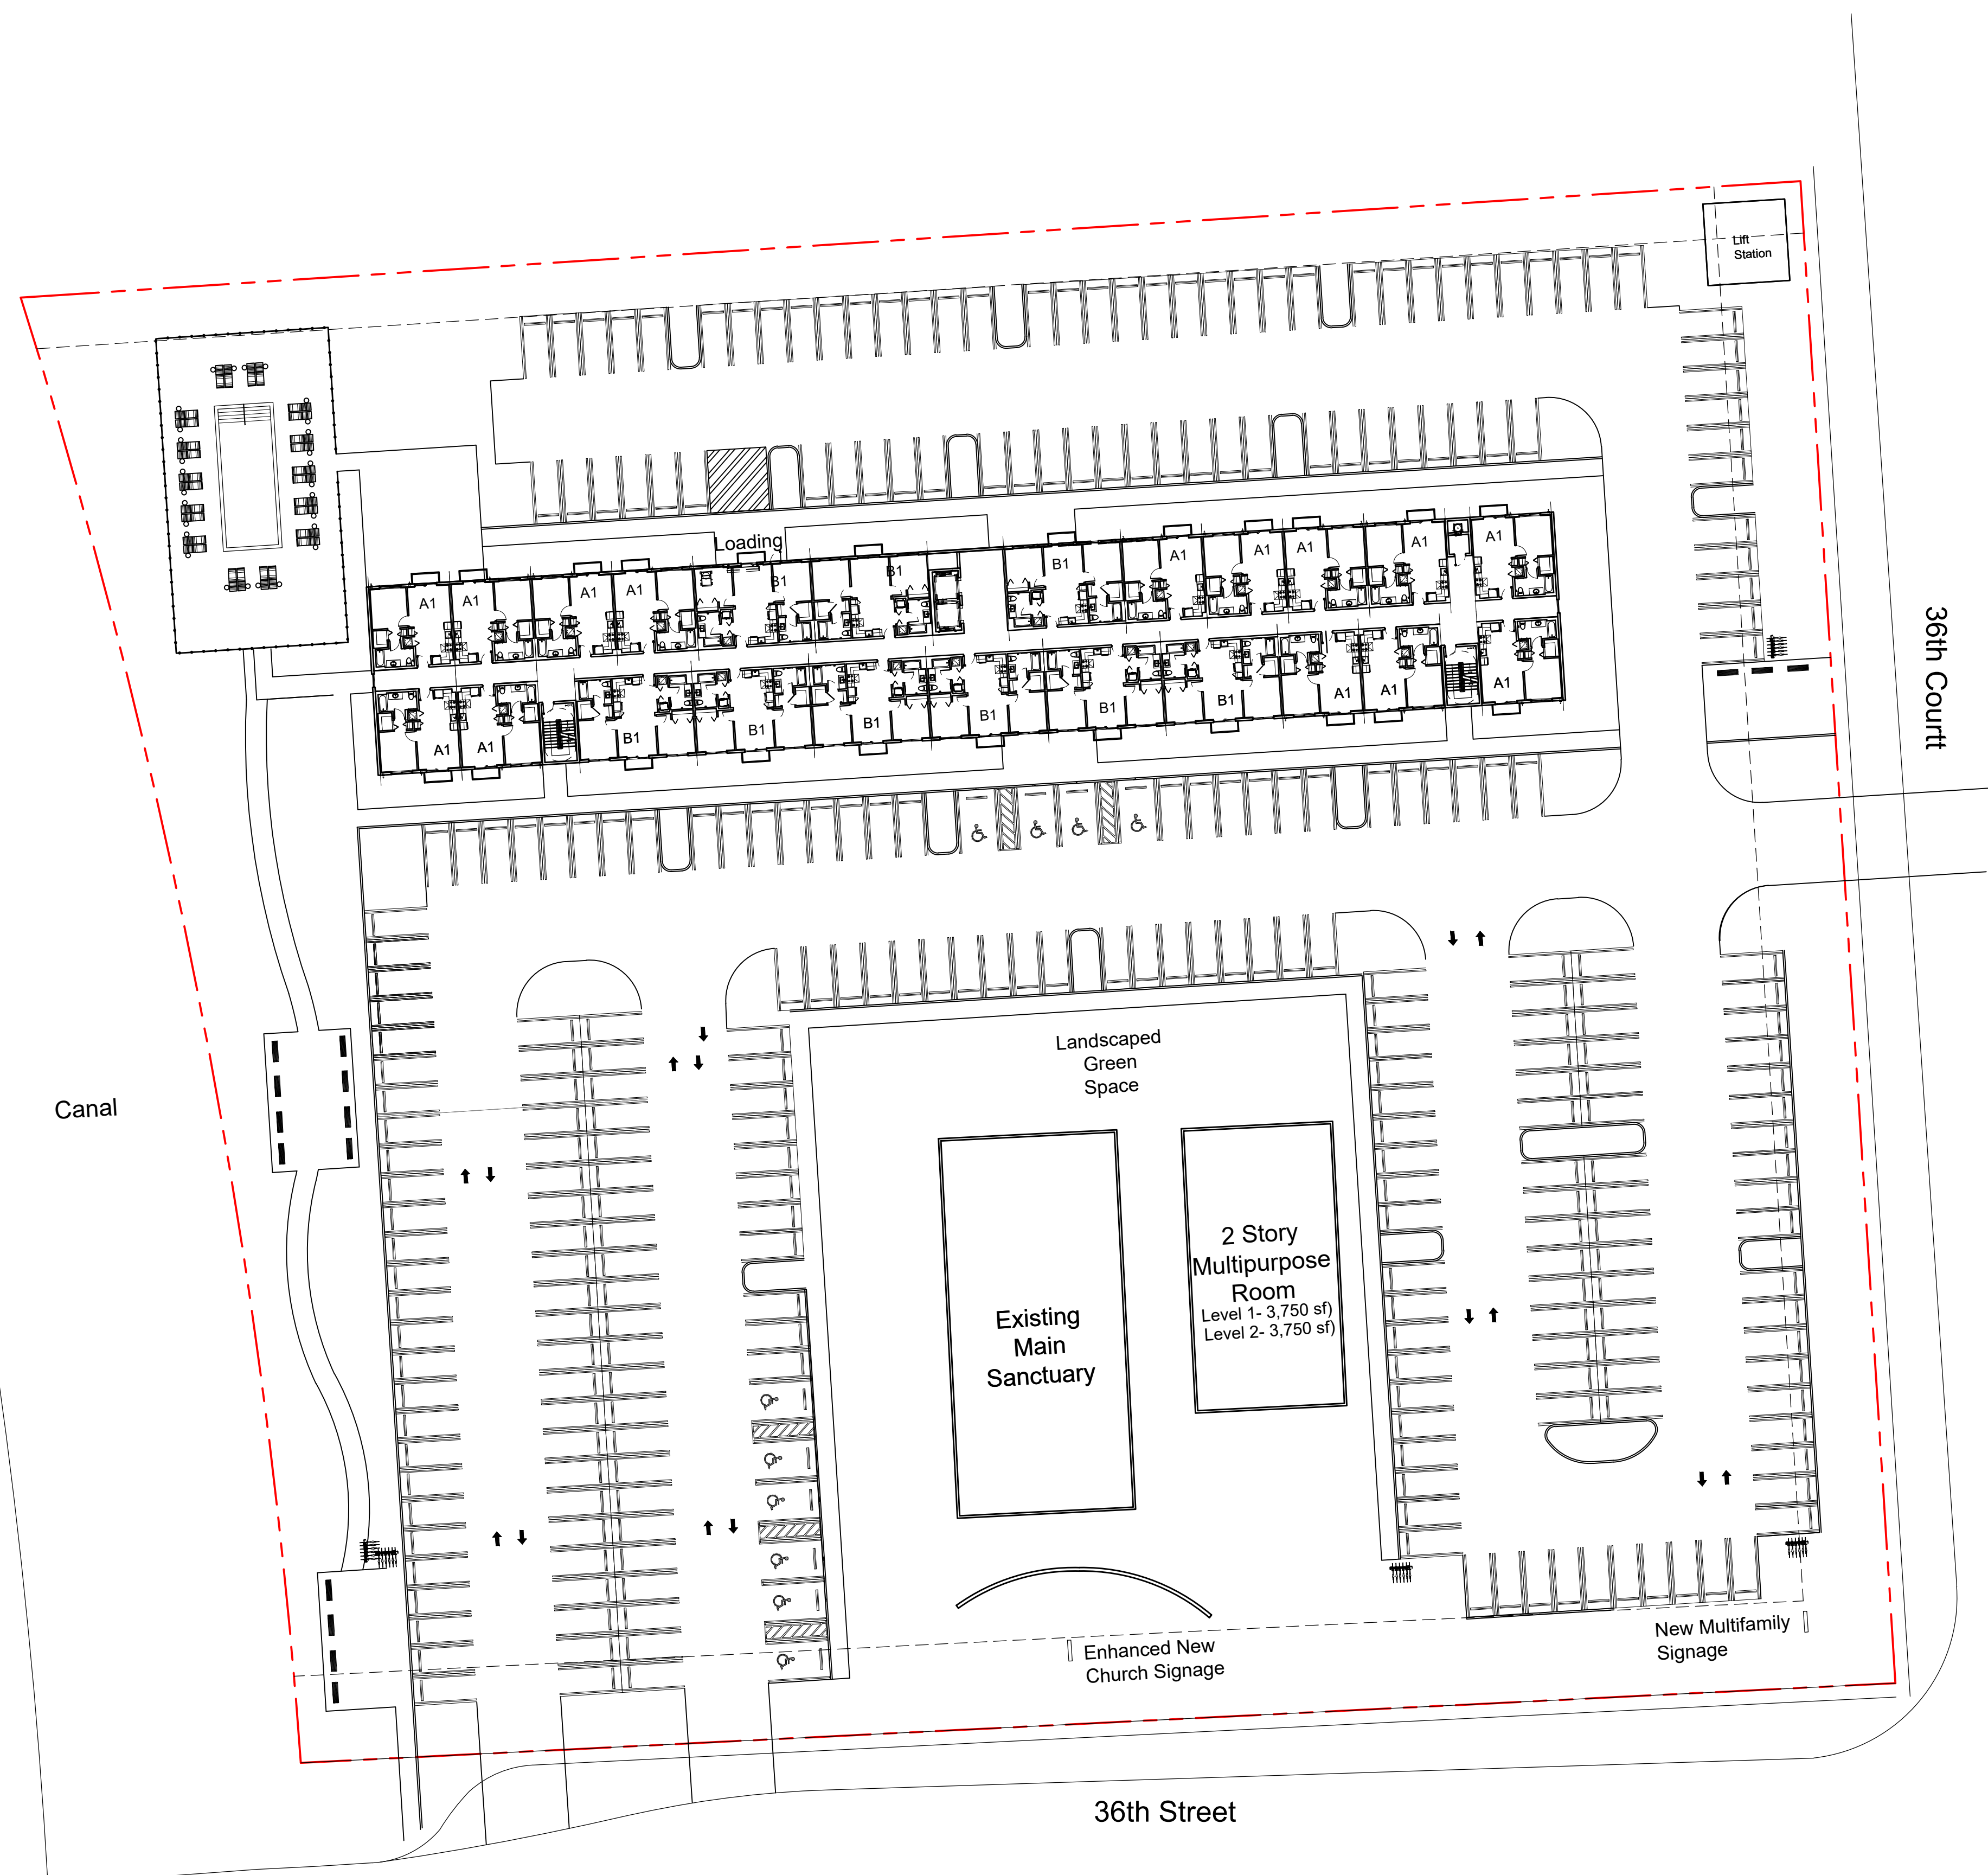 Lift
Station
36th Courtt
Loading
A1
A1
A1
A1
B1
B1
B1
A1
A1
A1
A1
A1
A1
A1
B1
B1
B1
B1
B1
B1
A1
A1
A1
Canal
Landscaped
Green
Space
Existing
Main
Sanctuary
2 Story
Multipurpose
Room
Level 1- 3,750 sf)
Level 2- 3,750 sf)
Enhanced New
Church Signage
New Multifamily
Signage
36th Street